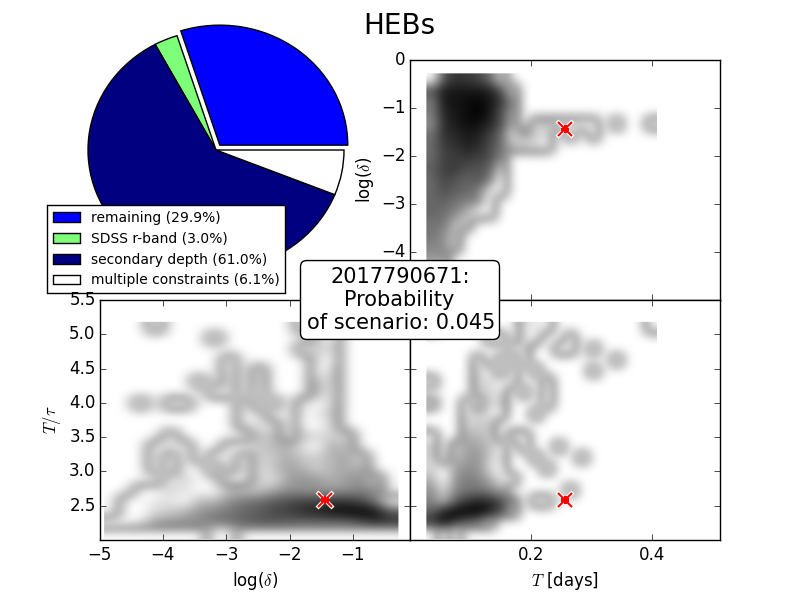 HEBs
0
−1
−2
−3
−4
log(δ)
remaining (29.9%)
SDSS r-band (3.0%)
secondary depth (61.0%)
multiple constraints (6.1%)
2017790671:
Probability
of scenario: 0.045
5.5
5.0
4.5
4.0
3.5
3.0
2.5
T/τ
−5 −4 −3 −2 −1
log(δ)
0.2 0.4
T [days]